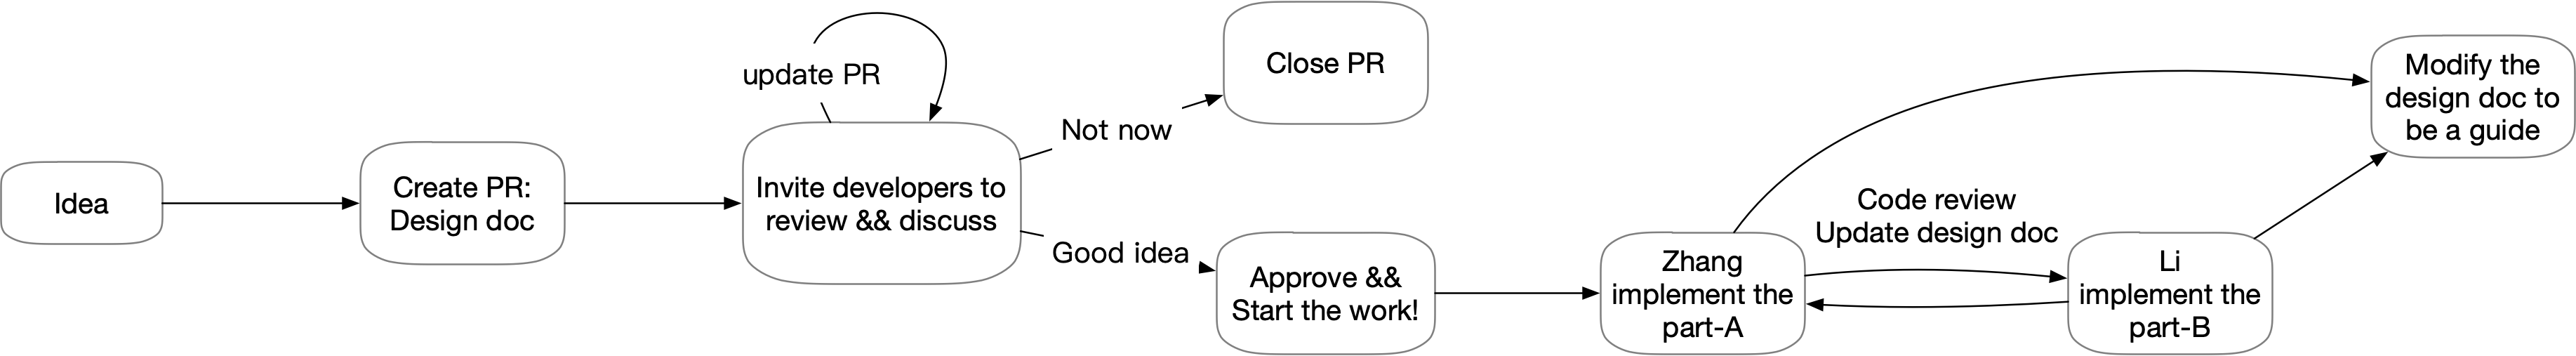 Idea
Create PR:
Design doc
update PR
Invite developers to
review && discuss
Not now
Close PR
Good idea
Approve &&
Start the work!
Zhang
implement the
part-A
Code review
Update design doc
Li
implement the
part-B
Modify the
design doc to
be a guide